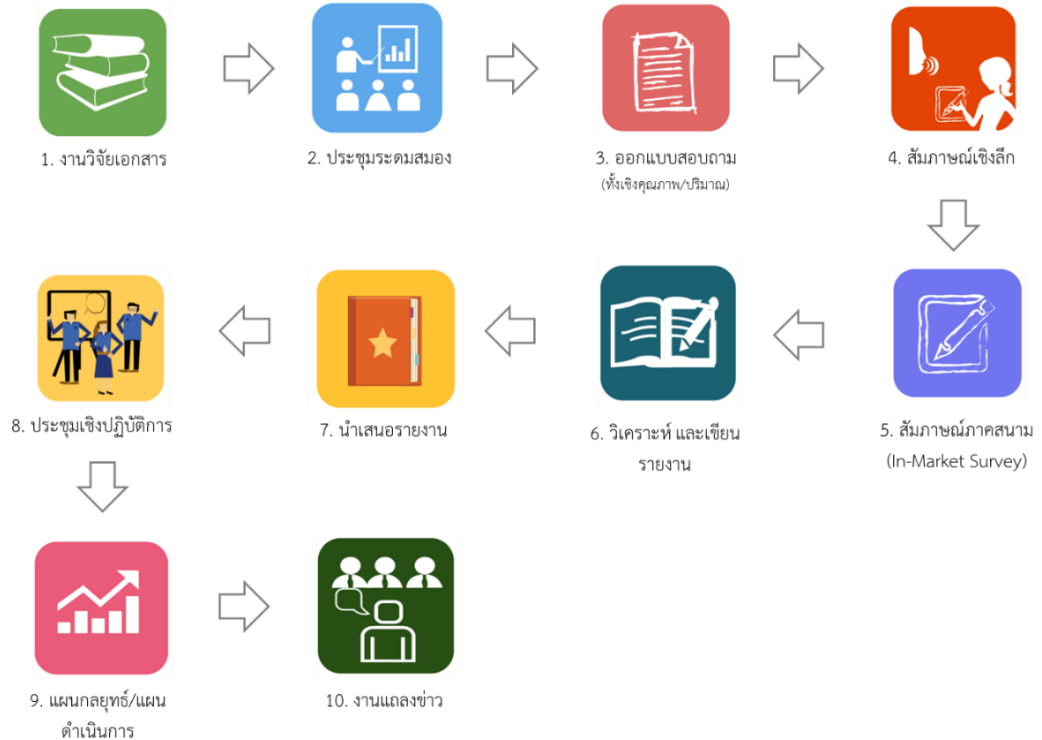 1. งานวิจัยเอกสาร
2. ประชุมระดมสมอง
3. ออกแบบสอบถาม
(ทั้งเชิงคุณภาพ/ปริมาณ)
4. สัมภาษณ์เชิงลึก
5. สัมภาษณ์ภาคสนาม
(In-Market Survey)
6. วิเคราะห์ และเขียน
รายงาน
7. นำเสนอรายงาน
8. ประชุมเชิงปฏิบัติการ
9. แผนกลยุทธ์/แผน
ดำเนินการ
10. งานแถลงข่าว